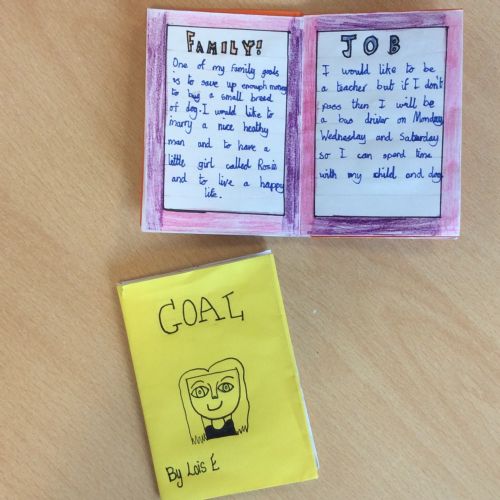 FAMILY!
One of my family goals
is to save up enough money
to buy a small breed
of dog. I would like to
marry a nice healthy
man and to have a
little girl called Rosie
and to live a happy
life.
JOB
I would like to be
a teacher but if I don't
pass then I will be
a bus driver on Monday
Wednesday and Saturday
so I can spend time
with my child and dog.
GOAL
By Lois E